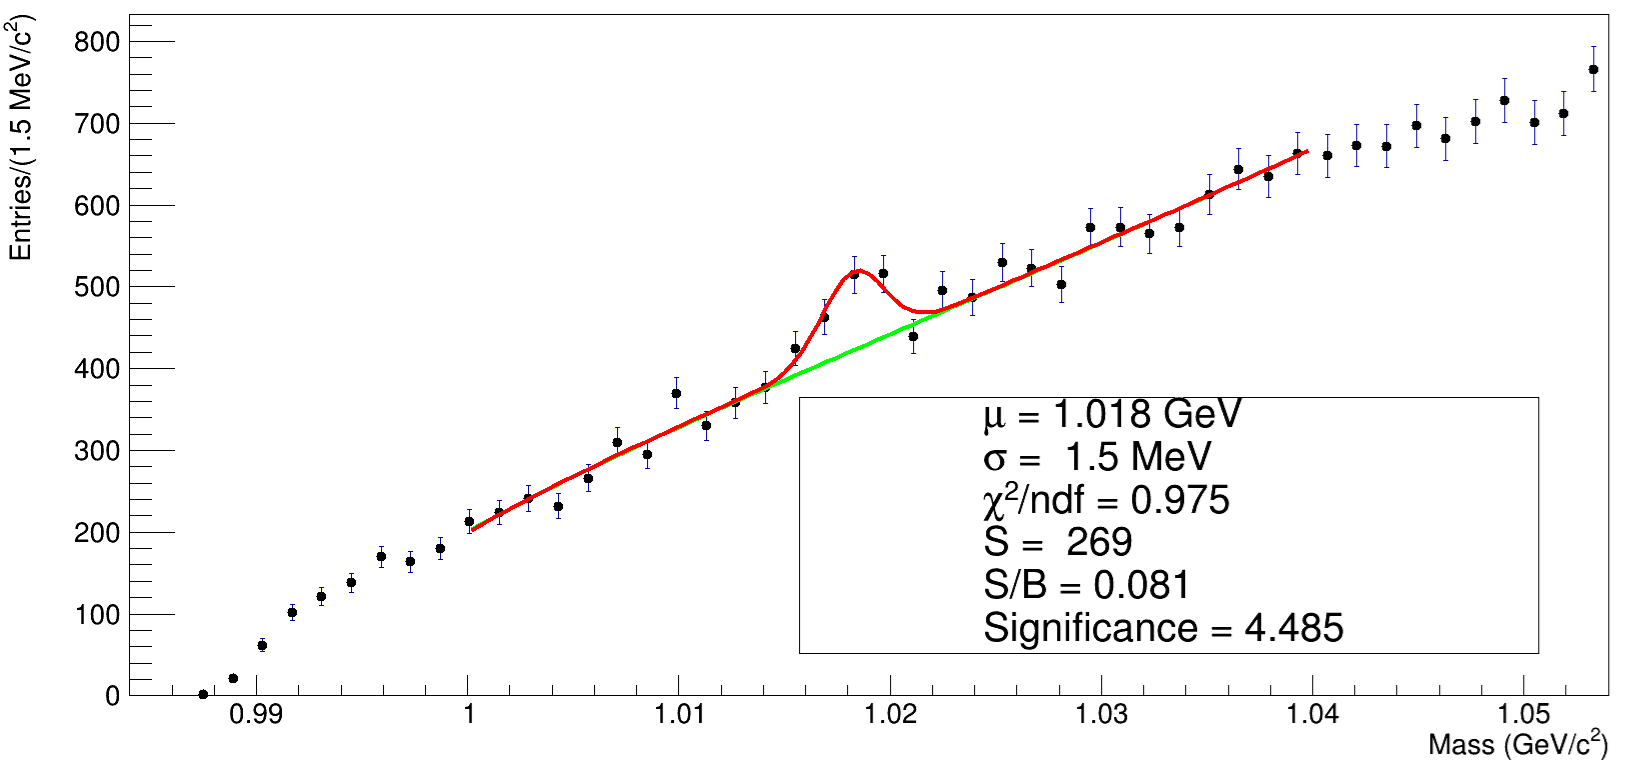 Entries/(1.5 MeV/c²)
800
700
600
500
400
300
200
100
0
μ = 1.018 GeV
σ = 1.5 MeV
χ²/ndf = 0.975
S = 269
S/B = 0.081
Significance = 4.485
0.99 1 1.01 1.02 1.03 1.04 1.05
Mass (GeV/c²)